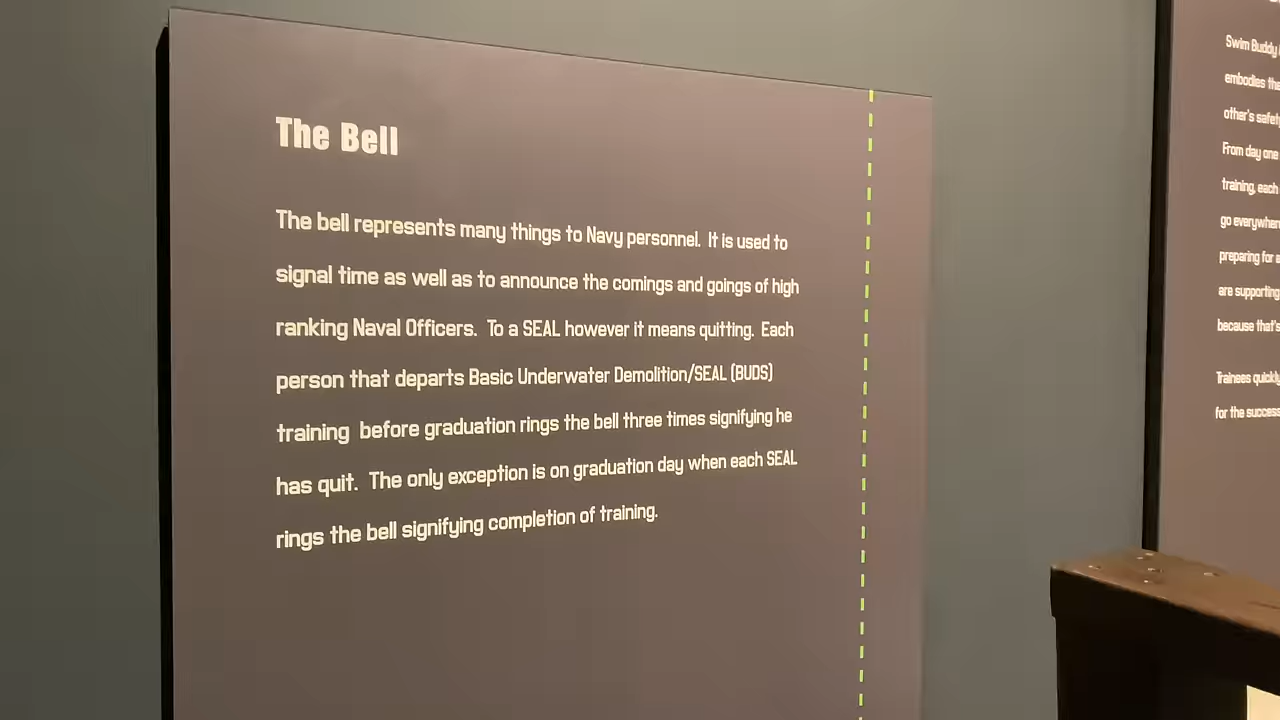 The Bell
The bell represents many things to Navy personnel. It is used to
signal time as well as to announce the comings and goings of high
ranking Naval Officers. To a SEAL however it means quitting. Each
person that departs Basic Underwater Demolition/SEAL (BUDS)
training before graduation rings the bell three times signifying he
has quit. The only exception is on graduation day when each SEAL
rings the bell signifying completion of training.
Swim Buddy
embodies the
other's safety
From day one
training, each
go everywhere
preparing for
are supporting
because that's
Trainees quickly
for the success